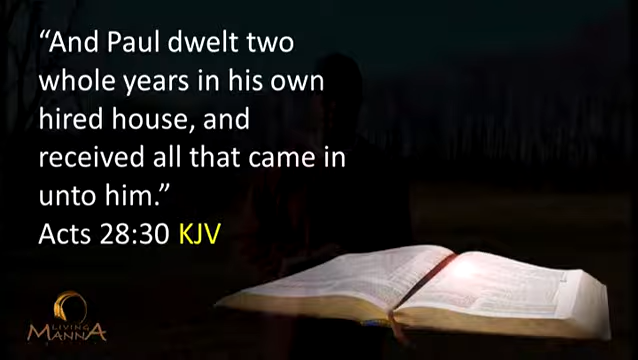 “And Paul dwelt two
whole years in his own
hired house, and
received all that came in
unto him.”
Acts 28:30 KJV
LIVING
MANNA